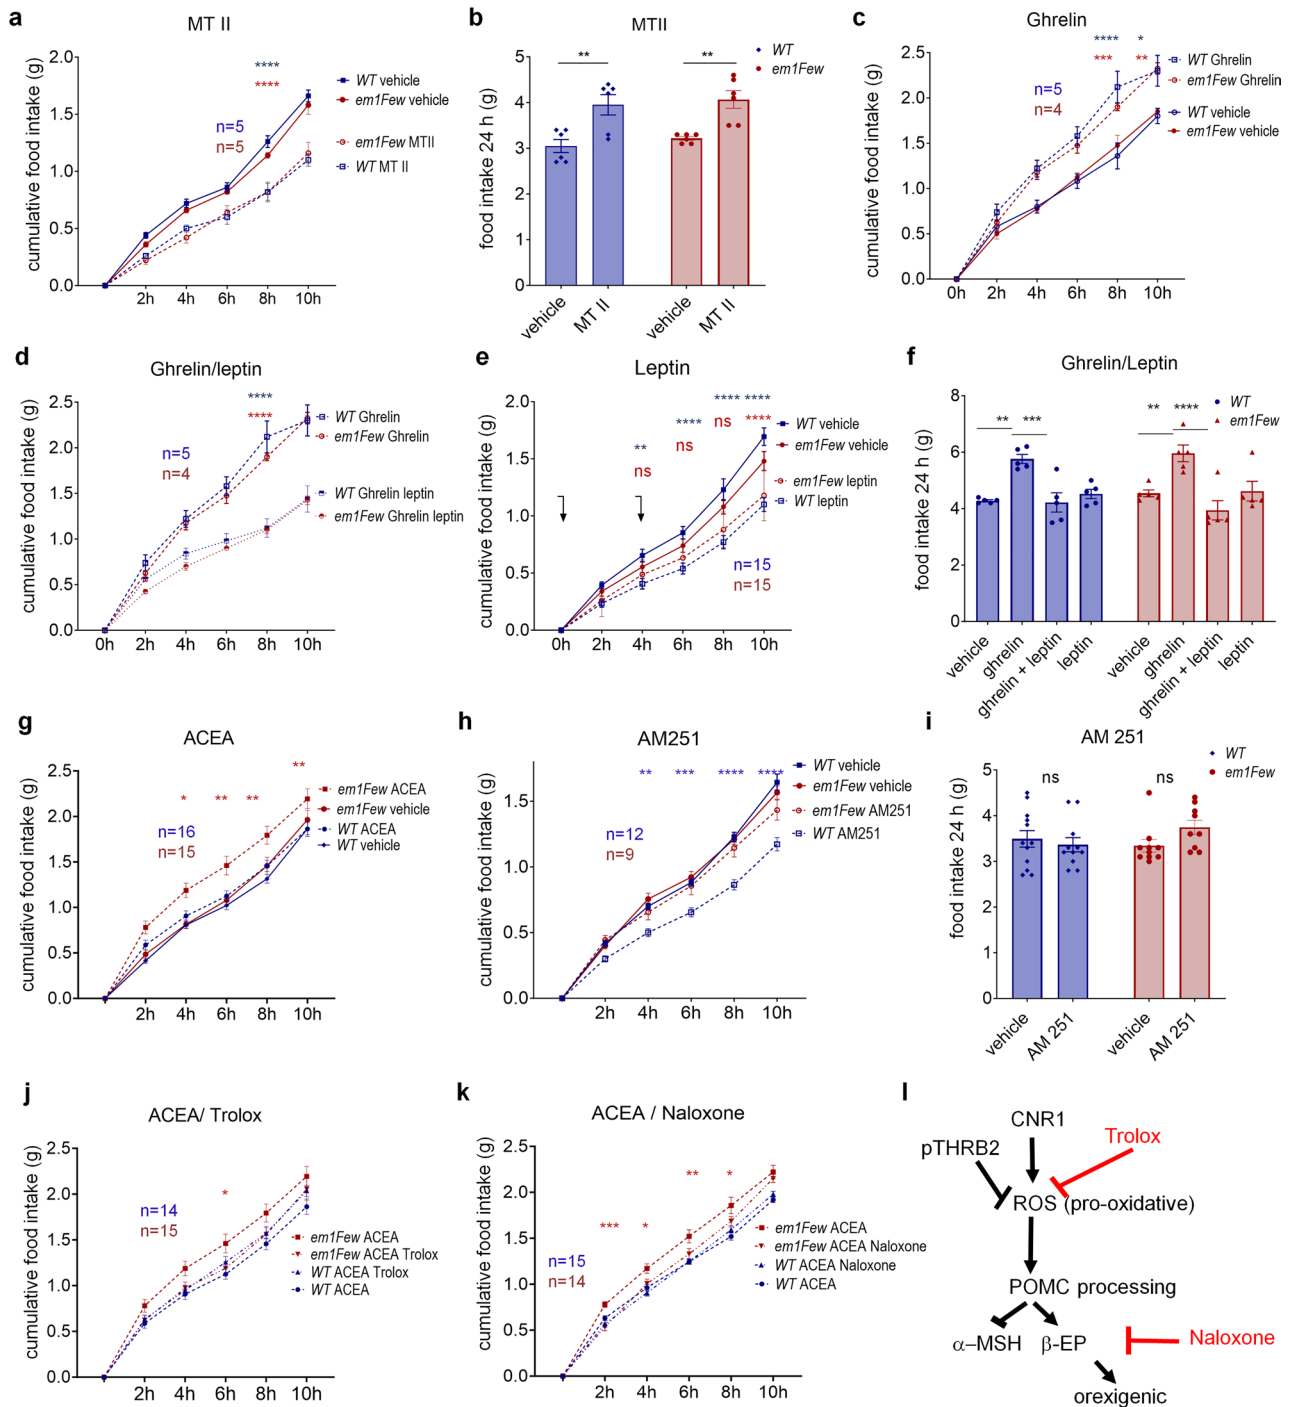 a
MT II
cumulative food intake (g)
2.0
1.5
1.0
0.5
0.0
2h 4h 6h 8h 10h
****
****
n=5
n=5
WT vehicle
em1Few vehicle
em1Few MTII
WT MT II
b
MTII
food intake 24 h (g)
5
4
3
2
1
0
** **
WT
em1Few
vehicle MT II vehicle MT II
c
Ghrelin
cumulative food intake (g)
2.5
2.0
1.5
1.0
0.5
0.0
0h 2h 4h 6h 8h 10h
**** *
*** **
n=5
n=4
WT Ghrelin
em1Few Ghrelin
WT vehicle
em1Few vehicle
d
Ghrelin/leptin
cumulative food intake (g)
2.5
2.0
1.5
1.0
0.5
0.0
0h 2h 4h 6h 8h 10h
****
****
n=5
n=4
WT Ghrelin
em1Few Ghrelin
WT Ghrelin leptin
em1Few Ghrelin leptin
e
Leptin
cumulative food intake (g)
2.0
1.5
1.0
0.5
0.0
0h 2h 4h 6h 8h 10h
** **** **** ****
ns ns ns ****
n=15
n=15
WT vehicle
em1Few vehicle
em1Few leptin
WT leptin
f
Ghrelin/Leptin
food intake 24 h (g)
8
6
4
2
0
** *** ** ****
WT
em1Few
vehicle ghrelin ghrelin + leptin leptin vehicle ghrelin ghrelin + leptin leptin
g
ACEA
cumulative food intake (g)
2.5
2.0
1.5
1.0
0.5
0.0
2h 4h 6h 8h 10h
* ** ** **
n=16
n=15
em1Few ACEA
em1Few vehicle
WT ACEA
WT vehicle
h
AM251
cumulative food intake (g)
1.5
1.0
0.5
0.0
2h 4h 6h 8h 10h
** *** **** ****
n=12
n=9
WT vehicle
em1Few vehicle
em1Few AM251
WT AM251
i
AM 251
food intake 24 h (g)
5
4
3
2
1
0
ns ns
WT
em1Few
vehicle AM 251 vehicle AM 251
j
ACEA/ Trolox
cumulative food intake (g)
2.5
2.0
1.5
1.0
0.5
0.0
2h 4h 6h 8h 10h
*
n=14
n=15
em1Few ACEA
em1Few ACEA Trolox
WT ACEA Trolox
WT ACEA
k
ACEA / Naloxone
cumulative food intake (g)
2.5
2.0
1.5
1.0
0.5
0.0
2h 4h 6h 8h 10h
*** * ** *
n=15
n=14
em1Few ACEA
em1Few ACEA Naloxone
WT ACEA Naloxone
WT ACEA
l
CNR1
pTHRB2
Trolox
ROS (pro-oxidative)
POMC processing
α–MSH β-EP
Naloxone
orexigenic